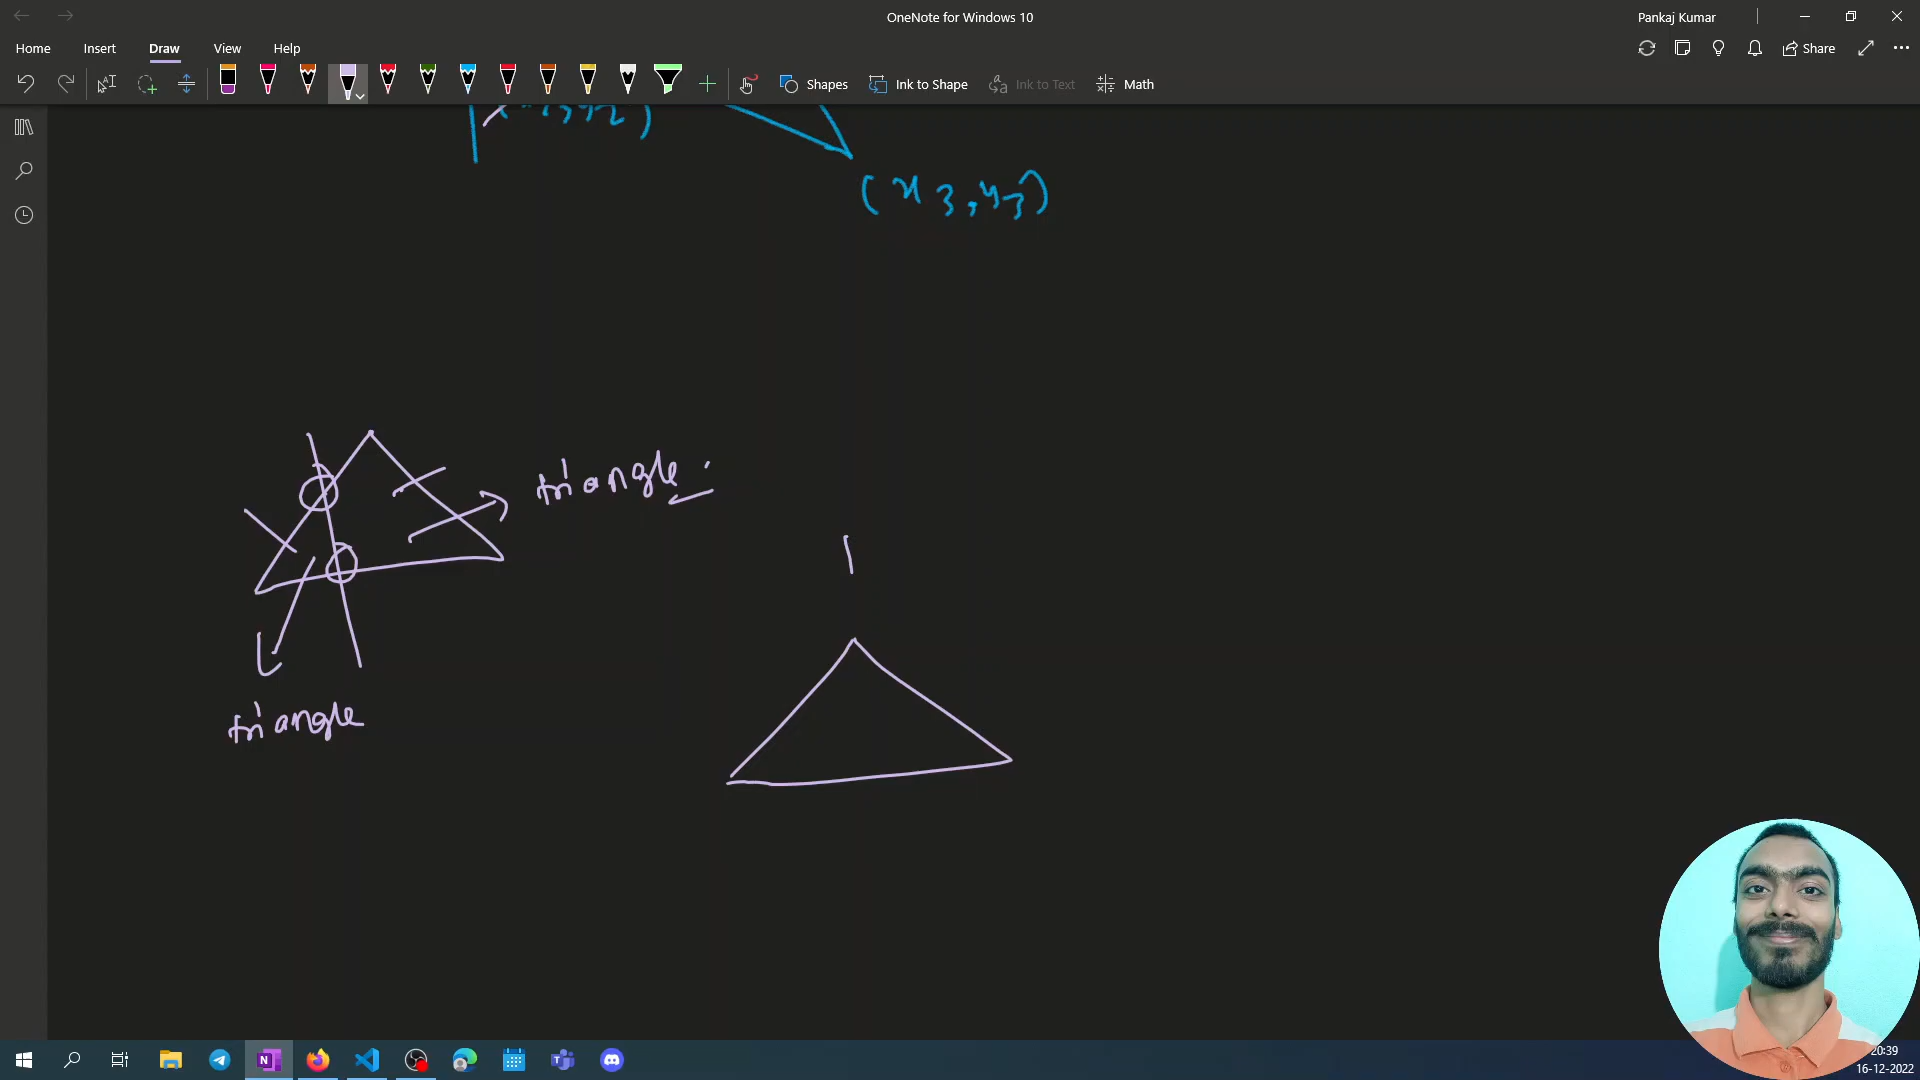 OneNote for Windows 10
Pankaj Kumar
Home Insert Draw View Help
Share
Shapes Ink to Shape Ink to Text Math
(x3,y3)
triangle
triangle
20:39
16-12-2022